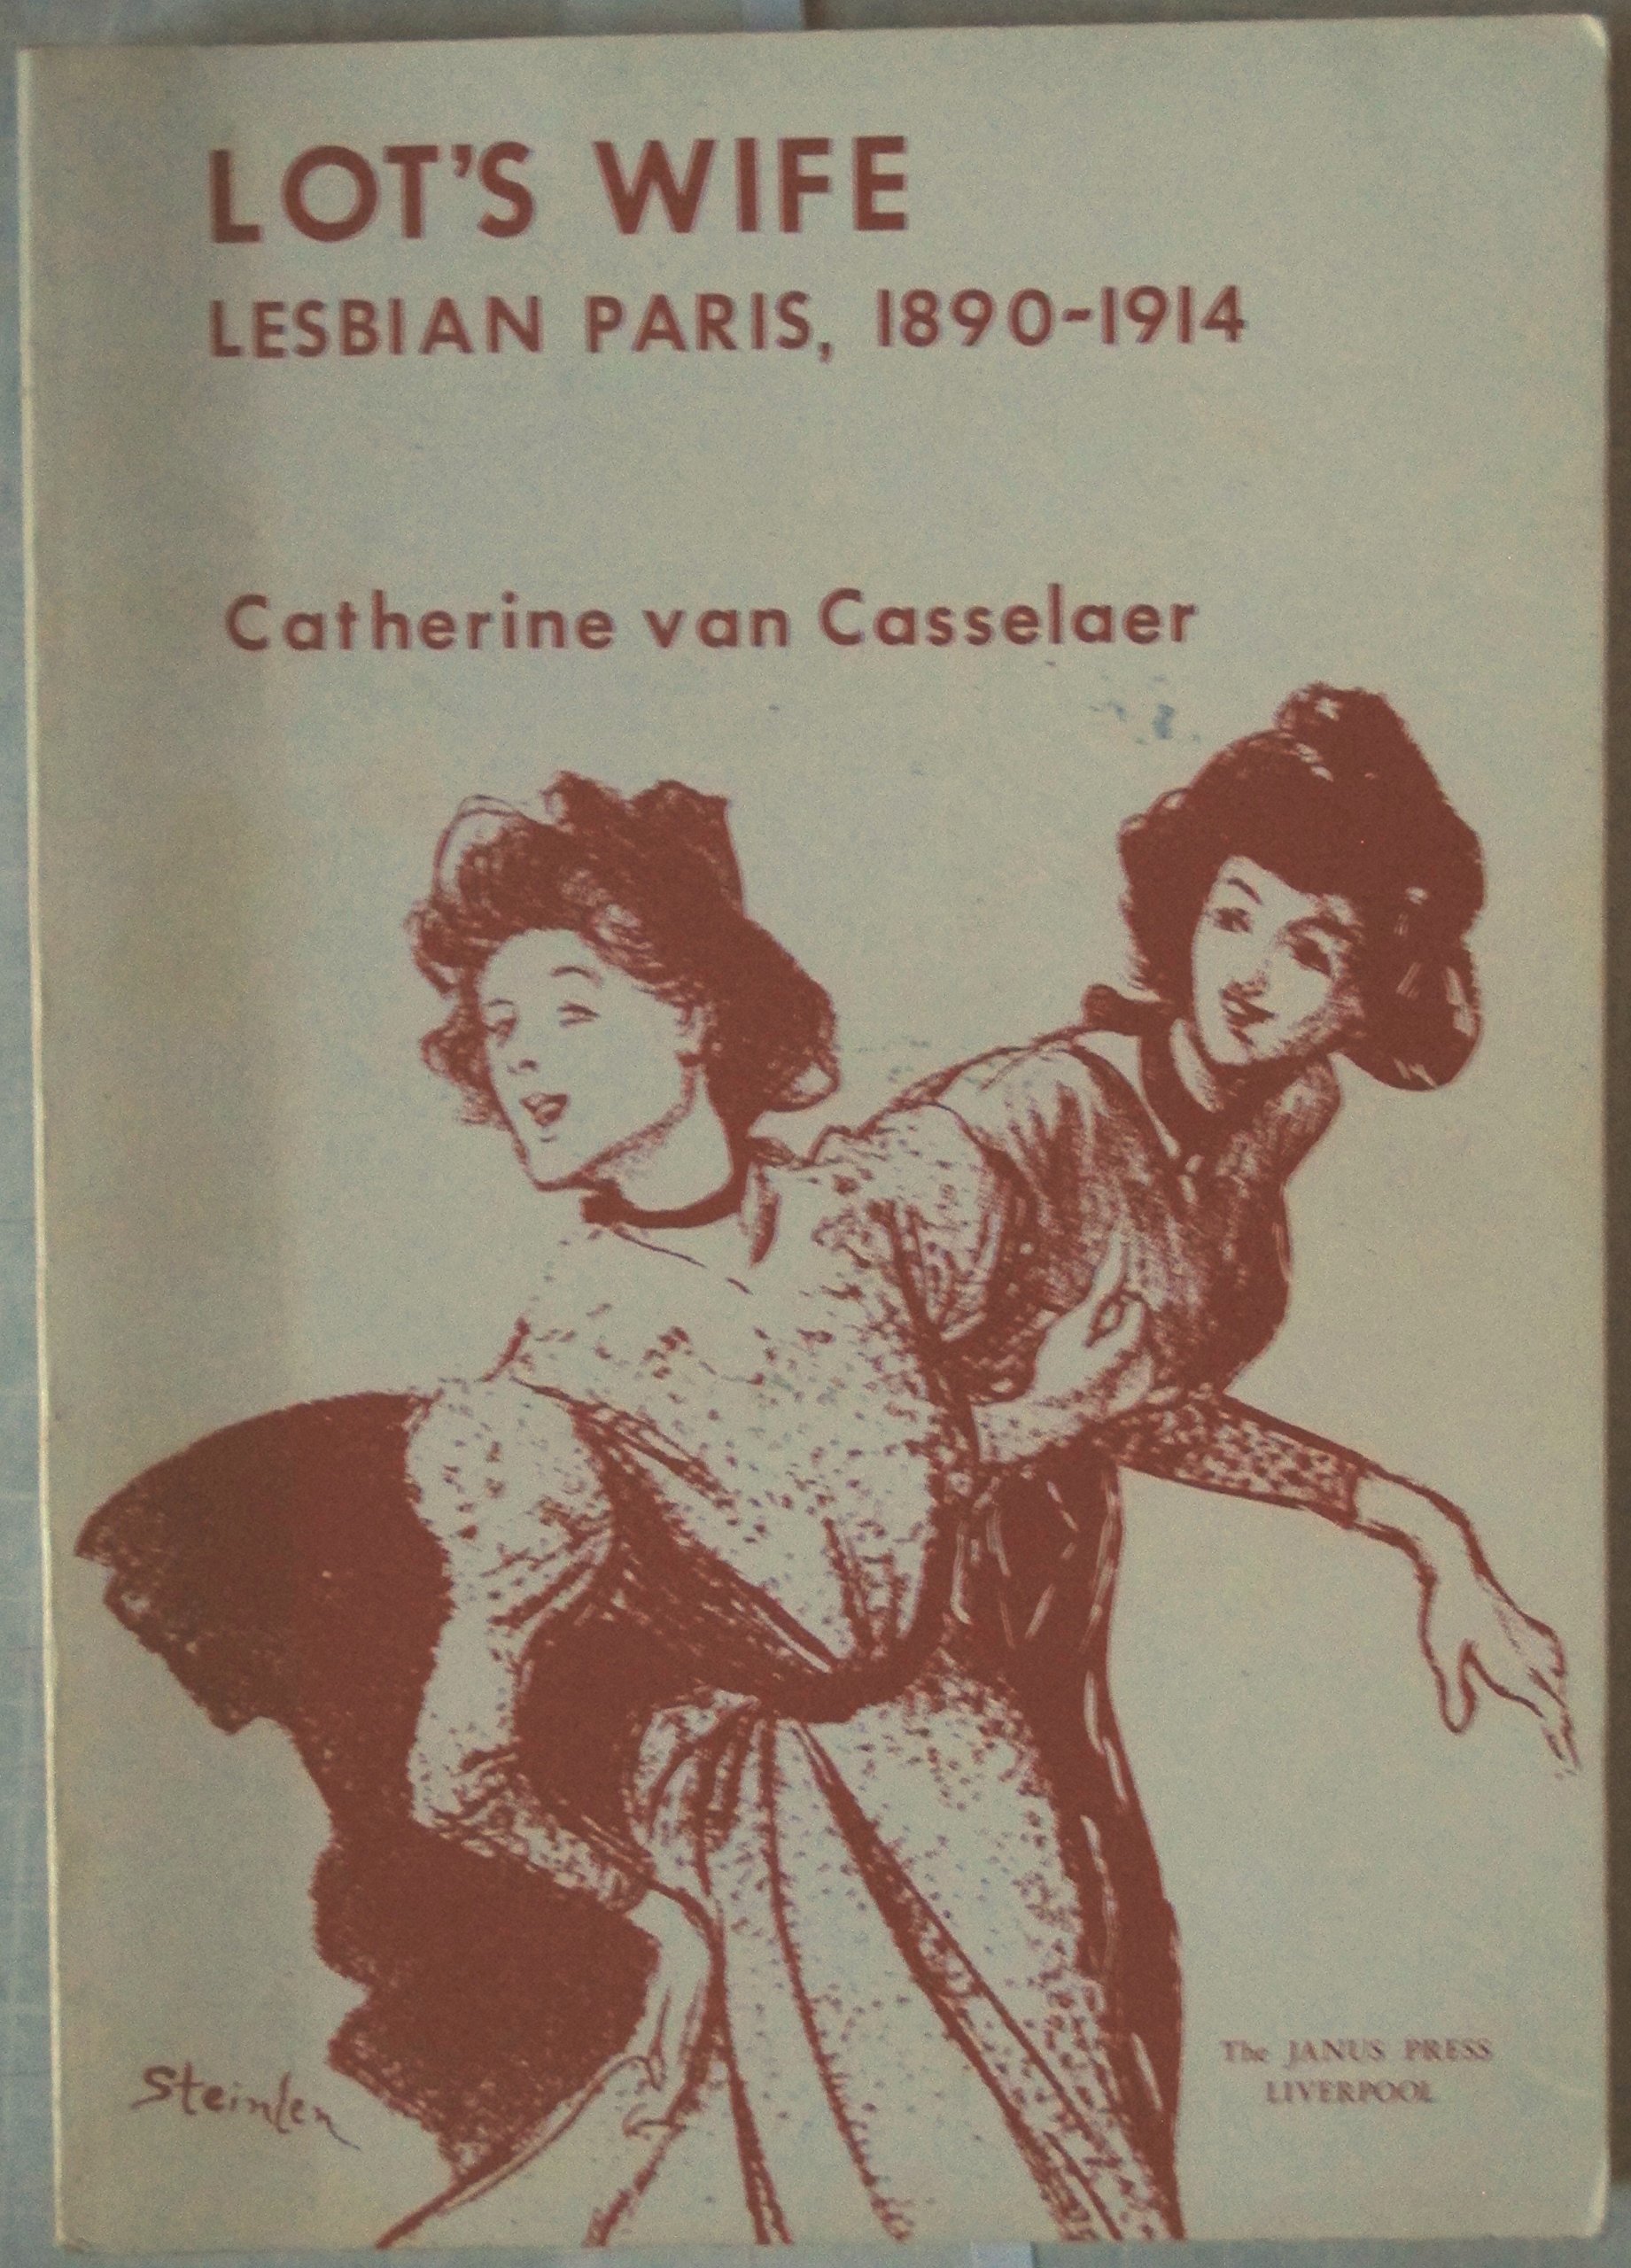 LOT'S WIFE
LESBIAN PARIS, 1890-1914
Catherine van Casselaer
Steinlen
The JANUS PRESS
LIVERPOOL